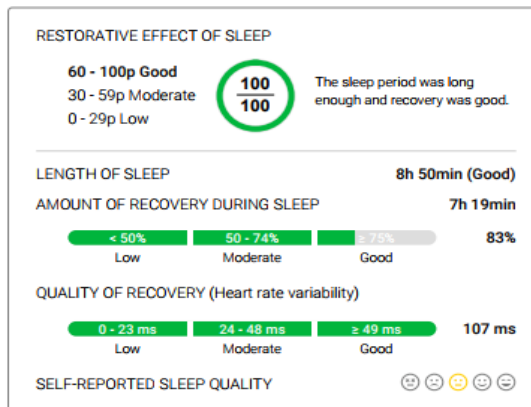 RESTORATIVE EFFECT OF SLEEP
60 - 100p Good
30 - 59p Moderate
0 - 29p Low
100
100
The sleep period was long
enough and recovery was good.
LENGTH OF SLEEP 8h 50min (Good)
AMOUNT OF RECOVERY DURING SLEEP 7h 19min
< 50% 50 - 74% ≥ 75% 83%
Low Moderate Good
QUALITY OF RECOVERY (Heart rate variability)
0 - 23 ms 24 - 48 ms ≥ 49 ms 107 ms
Low Moderate Good
SELF-REPORTED SLEEP QUALITY